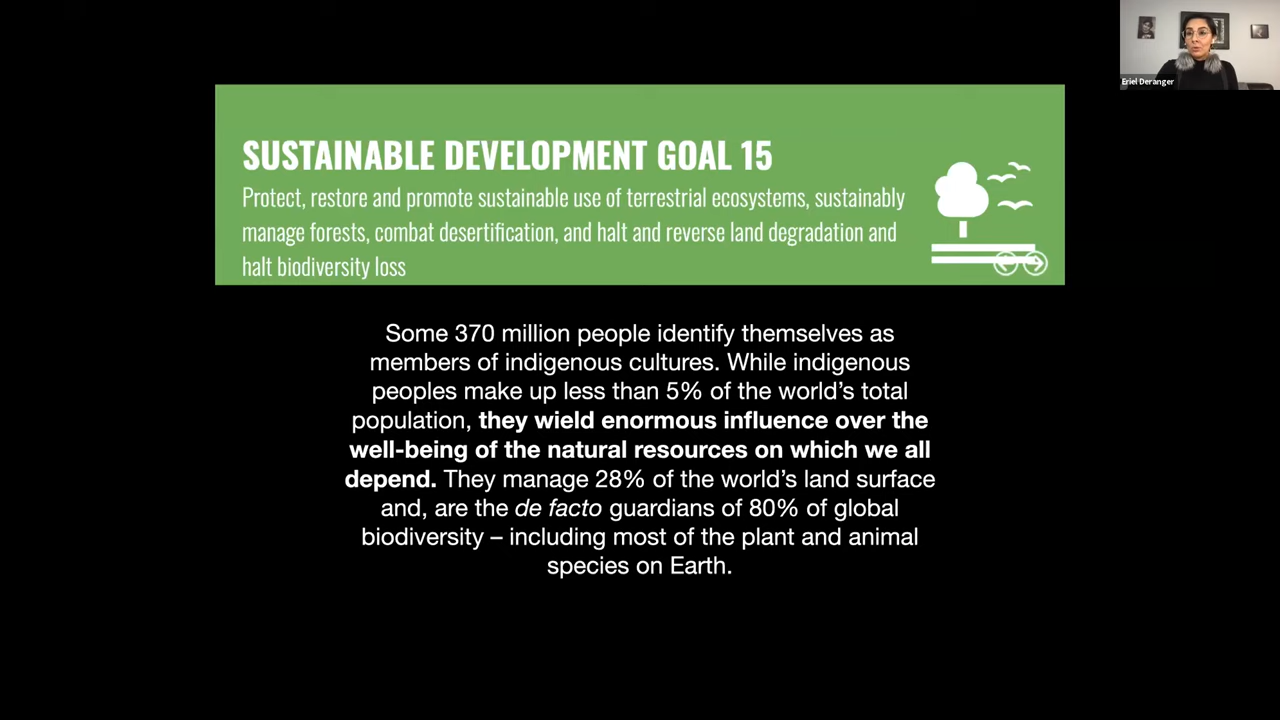 Eriel Deranger
SUSTAINABLE DEVELOPMENT GOAL 15
Protect, restore and promote sustainable use of terrestrial ecosystems, sustainably
manage forests, combat desertification, and halt and reverse land degradation and
halt biodiversity loss
Some 370 million people identify themselves as
members of indigenous cultures. While indigenous
peoples make up less than 5% of the world’s total
population, they wield enormous influence over the
well-being of the natural resources on which we all
depend. They manage 28% of the world’s land surface
and, are the de facto guardians of 80% of global
biodiversity – including most of the plant and animal
species on Earth.